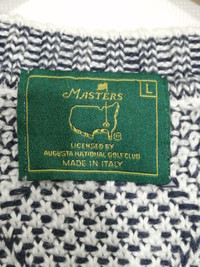 MASTERS
L
LICENSED BY
AUGUSTA NATIONAL GOLF CLUB
MADE IN ITALY